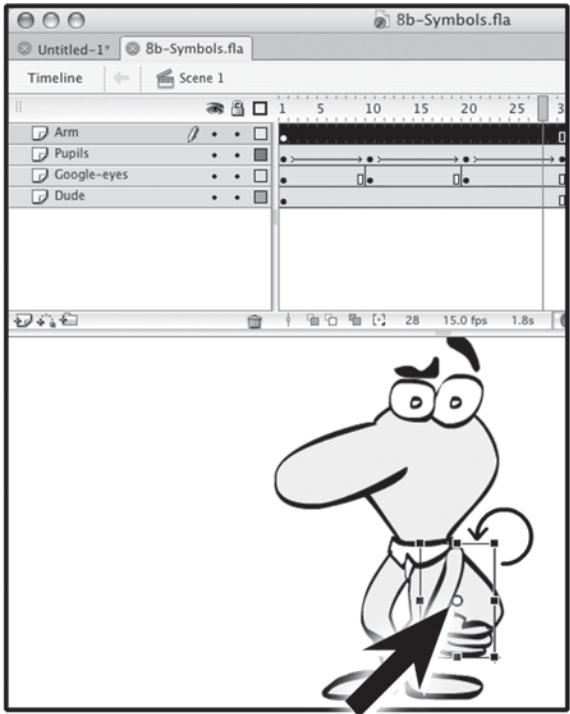 8b-Symbols.fla
Untitled-1* 8b-Symbols.fla
Timeline Scene 1
1 5 10 15 20 25 3
Arm
Pupils
Google-eyes
Dude
28 15.0 fps 1.8s